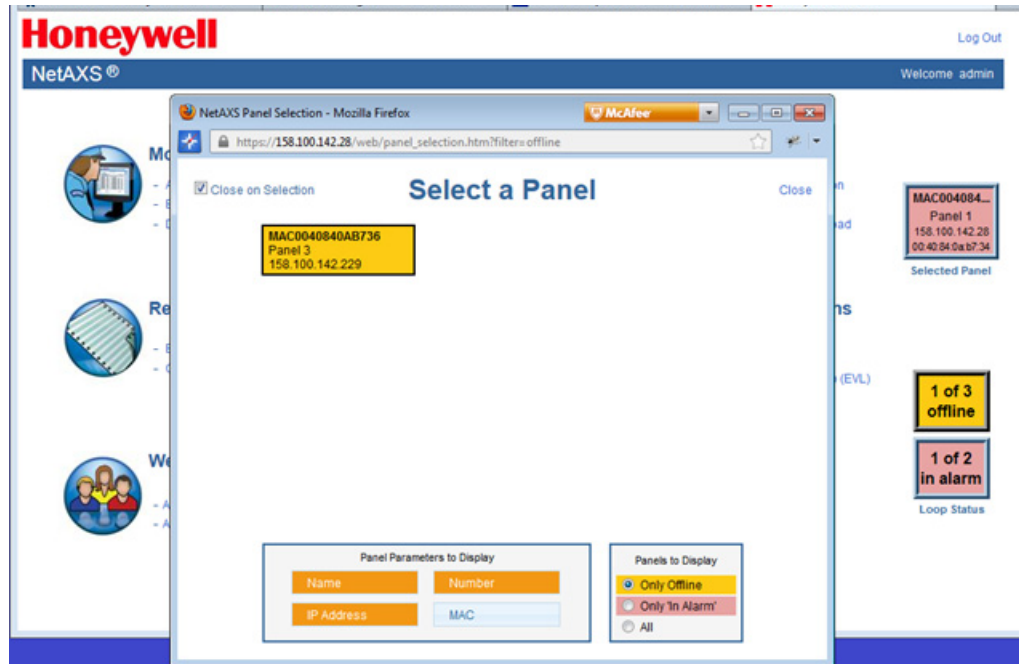 Honeywell
Log Out
NetAXS ®
Welcome admin
NetAXS Panel Selection - Mozilla Firefox
McAfee
https://158.100.142.28/web/panel_selection.htm?filter=offline
Close on Selection
Select a Panel
Close
MAC0040840AB736
Panel 3
158.100.142.229
MAC004084...
Panel 1
158.100.142.28
00:40:84:0a:b7:34
Selected Panel
Re
ns
(EVL)
1 of 3
offline
We
1 of 2
in alarm
Loop Status
Panel Parameters to Display
Name
Number
IP Address
MAC
Panels to Display
Only Offline
Only 'In Alarm'
All